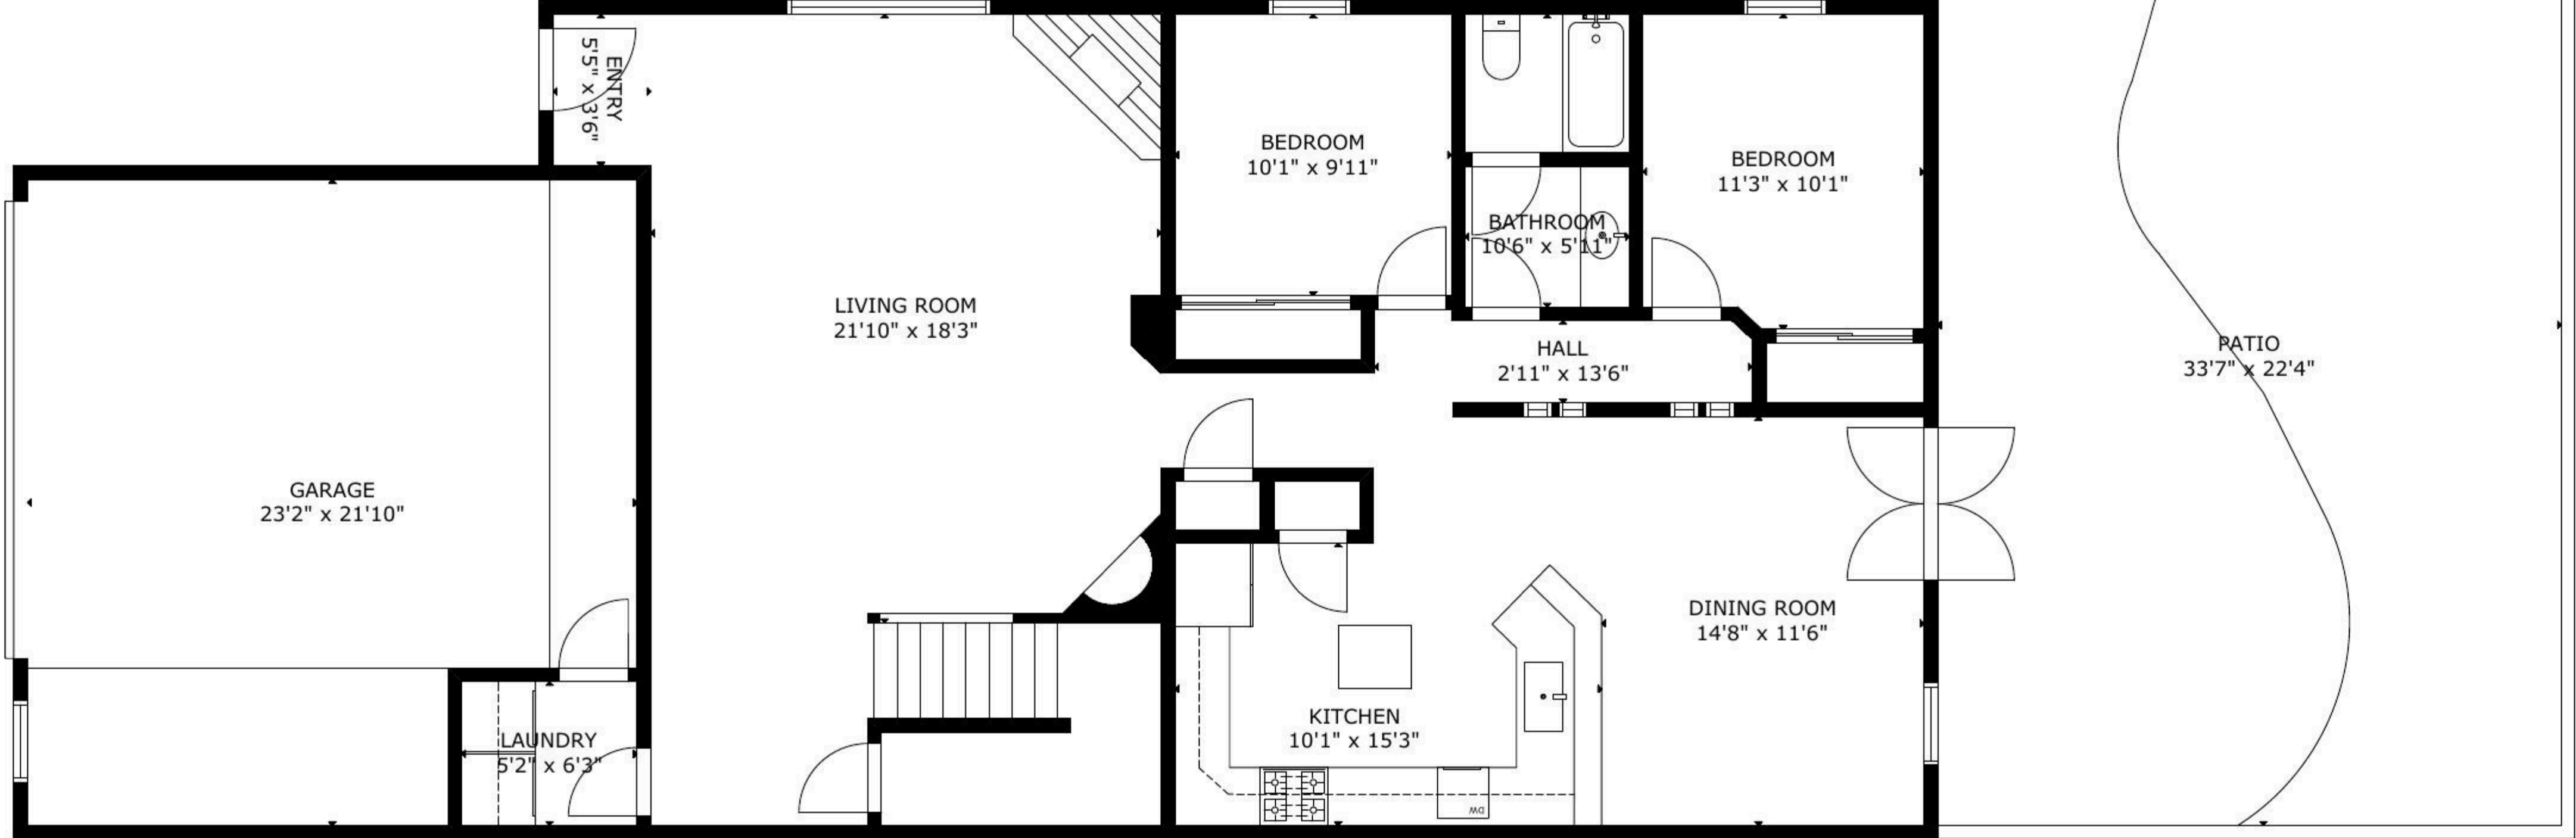 ENTRY
5'5" x 3'6"
BEDROOM
10'1" x 9'11"
BATHROOM
10'6" x 5'11"
BEDROOM
11'3" x 10'1"
LIVING ROOM
21'10" x 18'3"
HALL
2'11" x 13'6"
PATIO
33'7" x 22'4"
GARAGE
23'2" x 21'10"
DINING ROOM
14'8" x 11'6"
KITCHEN
10'1" x 15'3"
LAUNDRY
5'2" x 6'3"
DW